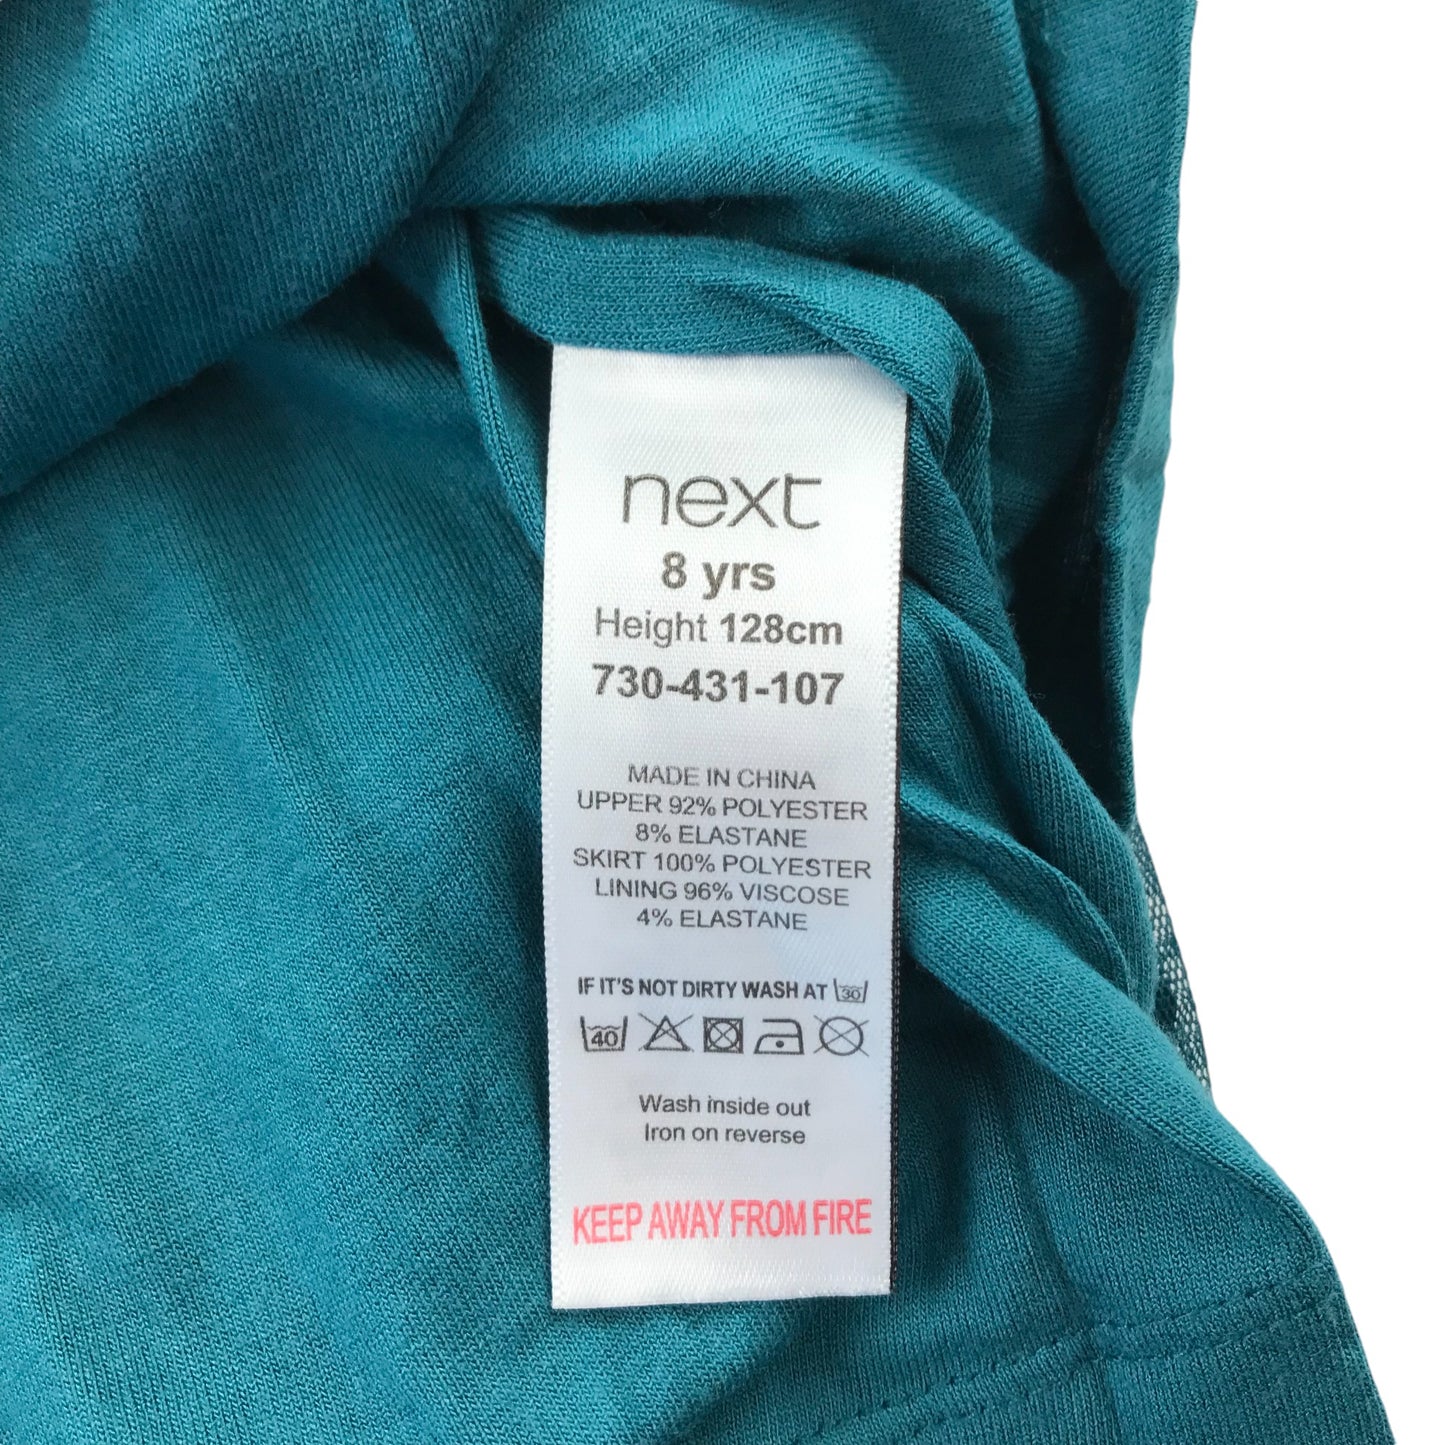 next
8 yrs
Height 128cm
730-431-107
MADE IN CHINA
UPPER 92% POLYESTER
8% ELASTANE
SKIRT 100% POLYESTER
LINING 96% VISCOSE
4% ELASTANE
IF IT'S NOT DIRTY WASH AT 30
40
Wash inside out
Iron on reverse
KEEP AWAY FROM FIRE